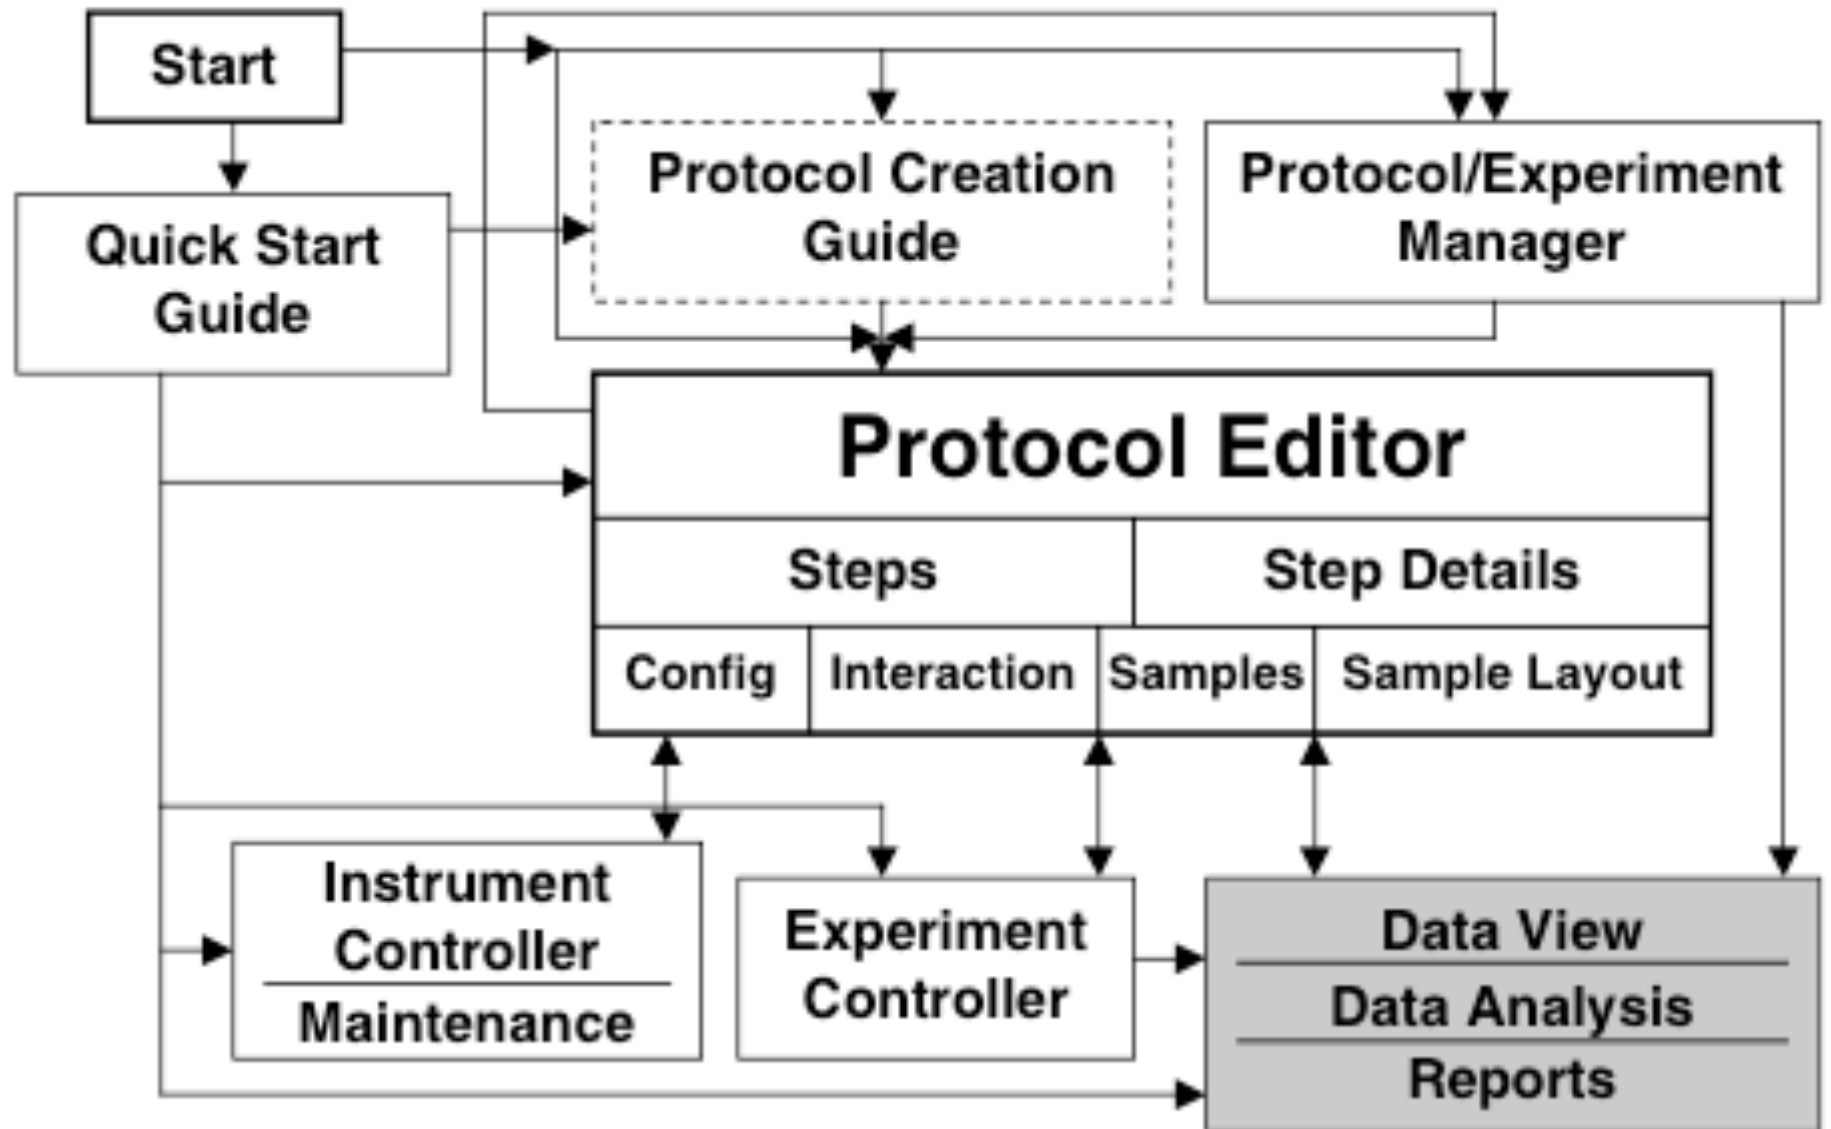 Start
Protocol Creation
Guide
Protocol/Experiment
Manager
Quick Start
Guide
Protocol Editor
Steps
Step Details
Config
Interaction
Samples
Sample Layout
Instrument
Controller
Maintenance
Experiment
Controller
Data View
Data Analysis
Reports